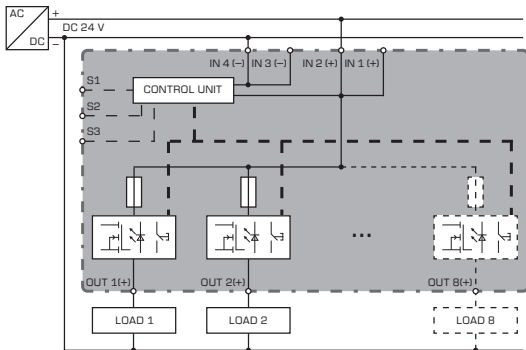 AC
+
DC 24 V
DC
−
IN 4 (−) IN 3 (−) IN 2 (+) IN 1 (+)
S1
CONTROL UNIT
S2
S3
...
OUT 1(+) OUT 2(+) OUT 8(+)
LOAD 1 LOAD 2 LOAD 8